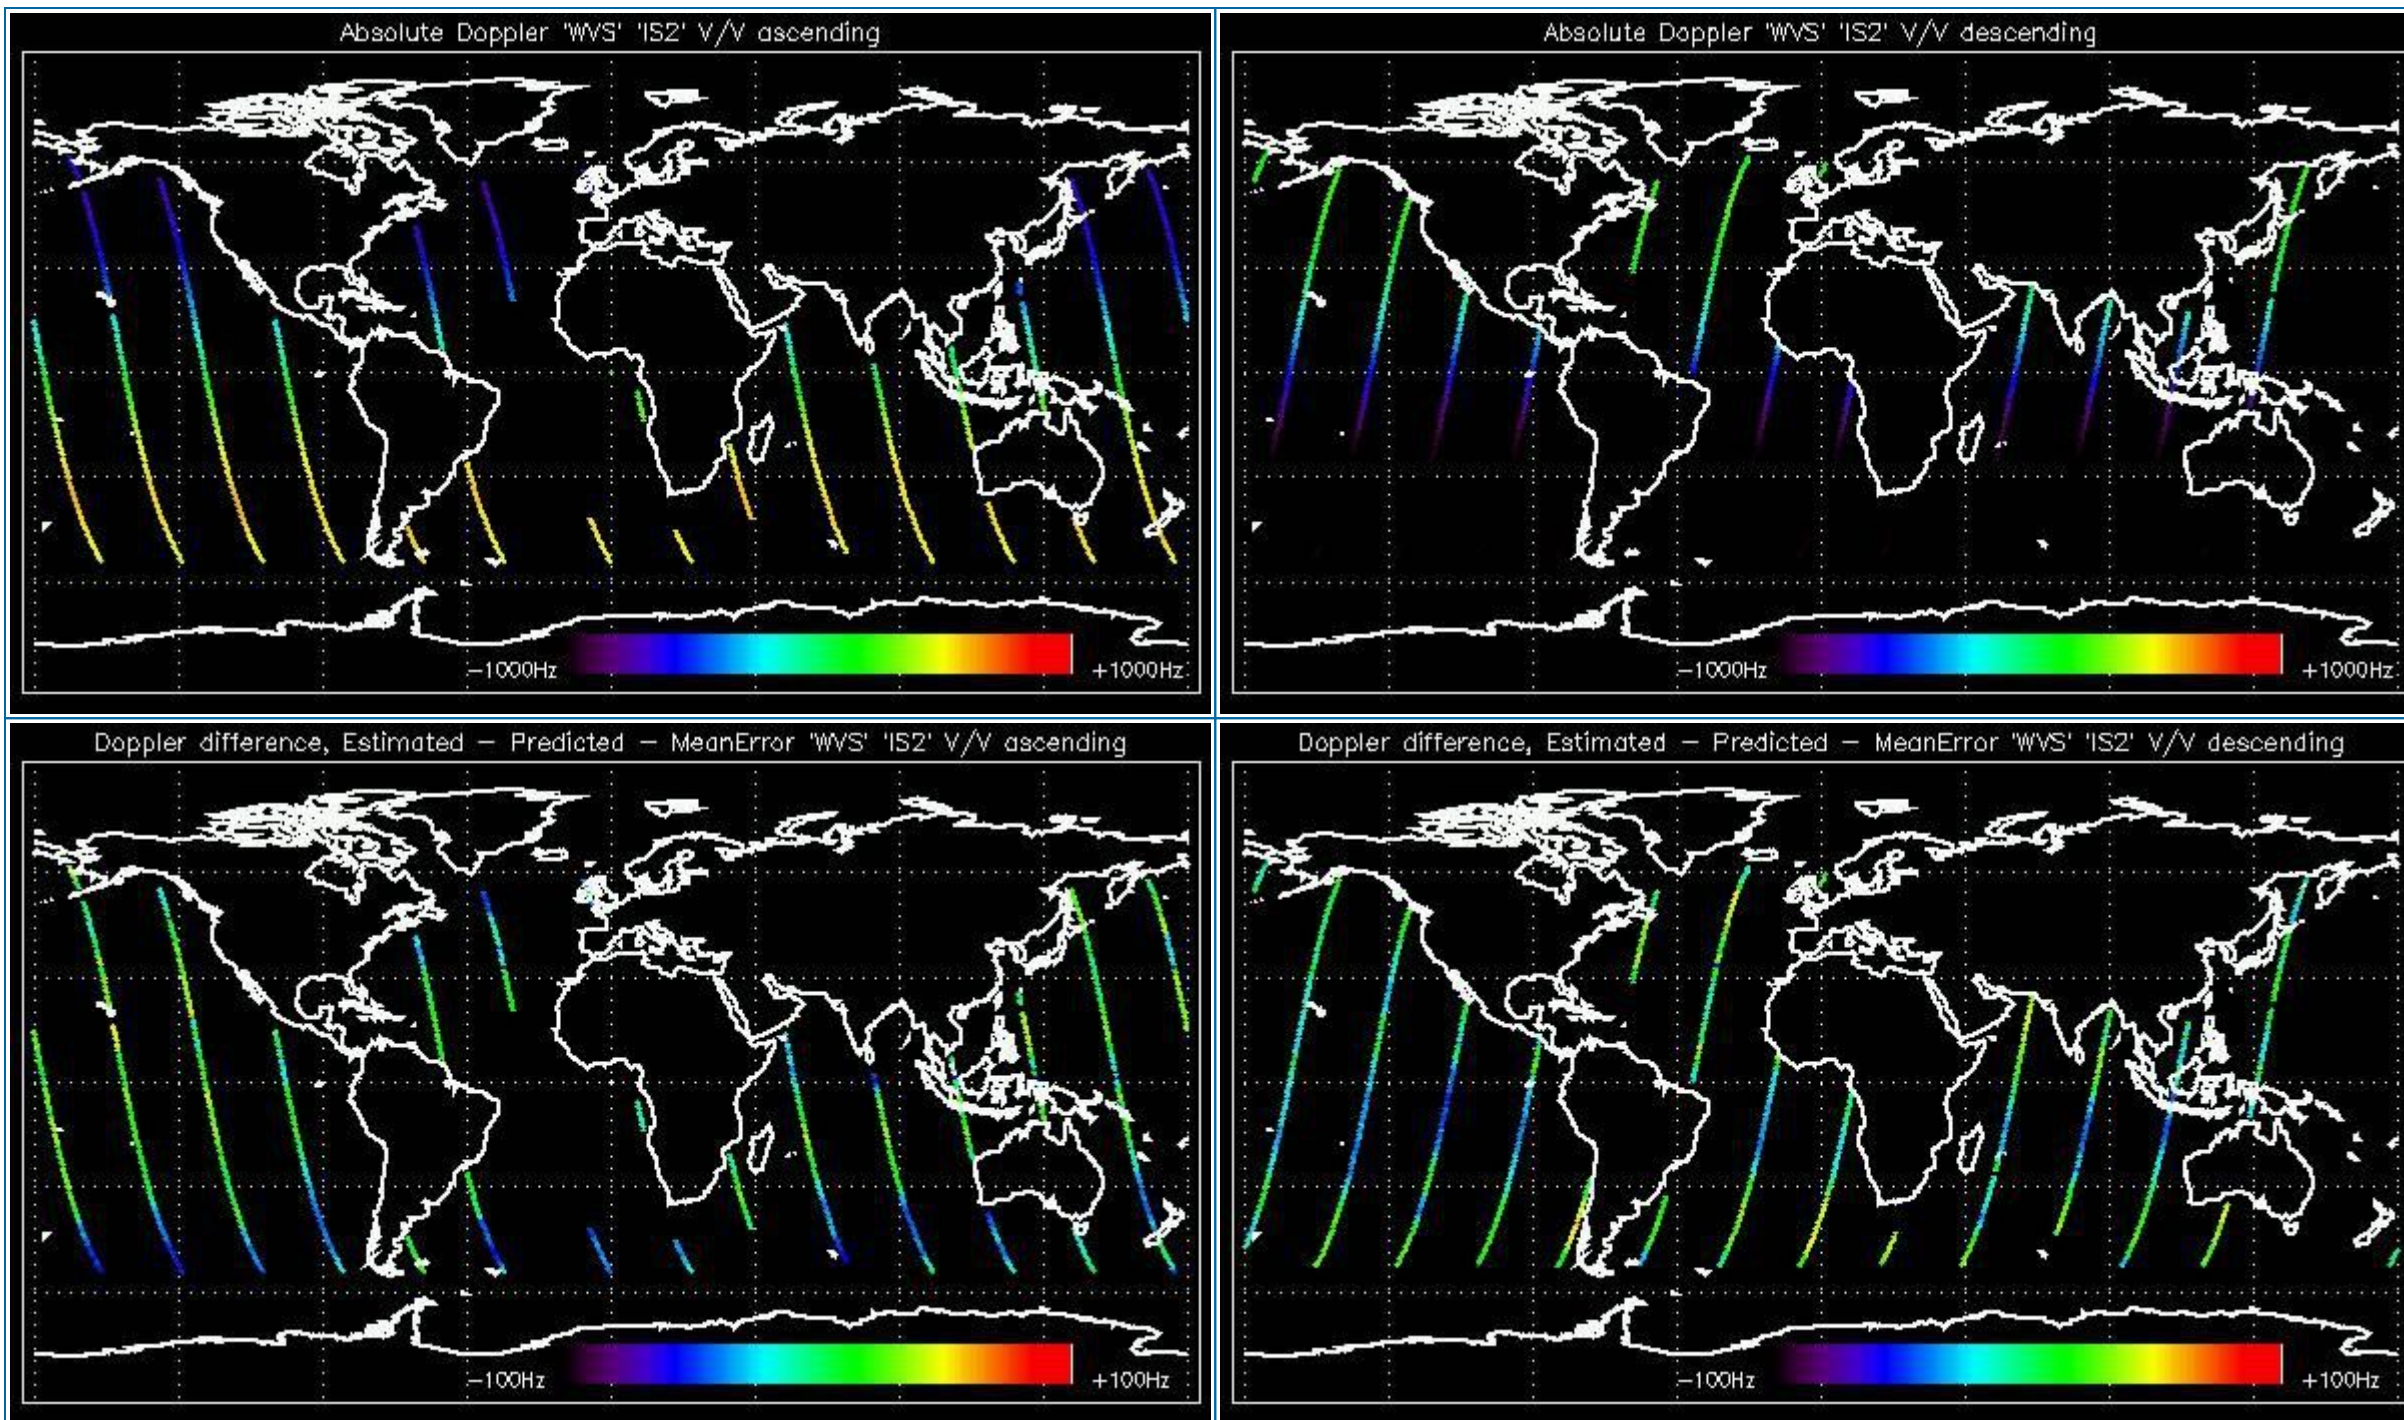 Absolute Doppler 'WVS' 'IS2' V/V ascending
−1000Hz
+1000Hz
Absolute Doppler 'WVS' 'IS2' V/V descending
−1000Hz
+1000Hz
Doppler difference, Estimated − Predicted − MeanError 'WVS' 'IS2' V/V ascending
−100Hz
+100Hz
Doppler difference, Estimated − Predicted − MeanError 'WVS' 'IS2' V/V descending
−100Hz
+100Hz